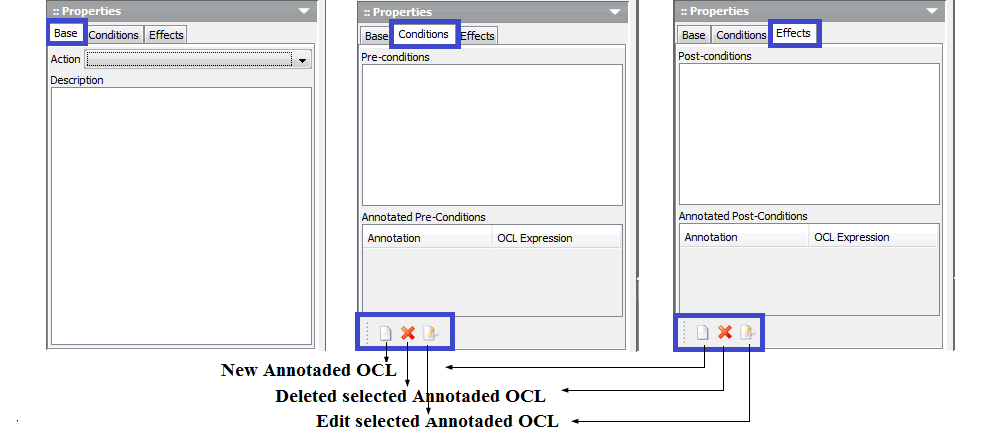 :: Properties
Base Conditions Effects
Action
Description
:: Properties
Base Conditions Effects
Pre-conditions
Annotated Pre-Conditions
Annotation OCL Expression
:: Properties
Base Conditions Effects
Post-conditions
Annotated Post-Conditions
Annotation OCL Expression
New Annotaded OCL
Deleted selected Annotaded OCL
Edit selected Annotaded OCL